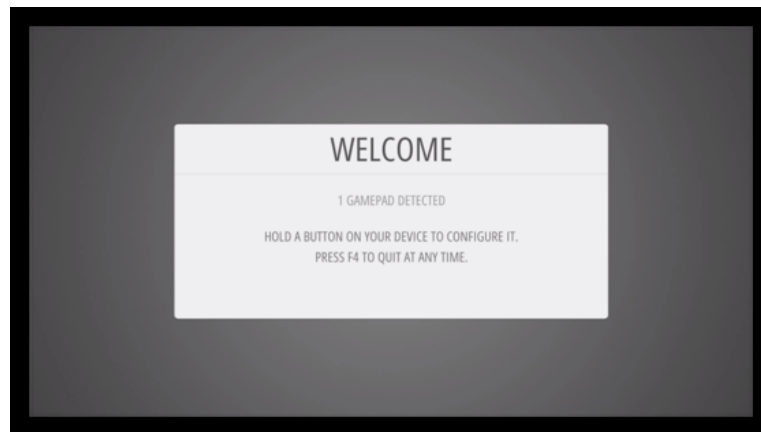 WELCOME
1 GAMEPAD DETECTED
HOLD A BUTTON ON YOUR DEVICE TO CONFIGURE IT.
PRESS F4 TO QUIT AT ANY TIME.